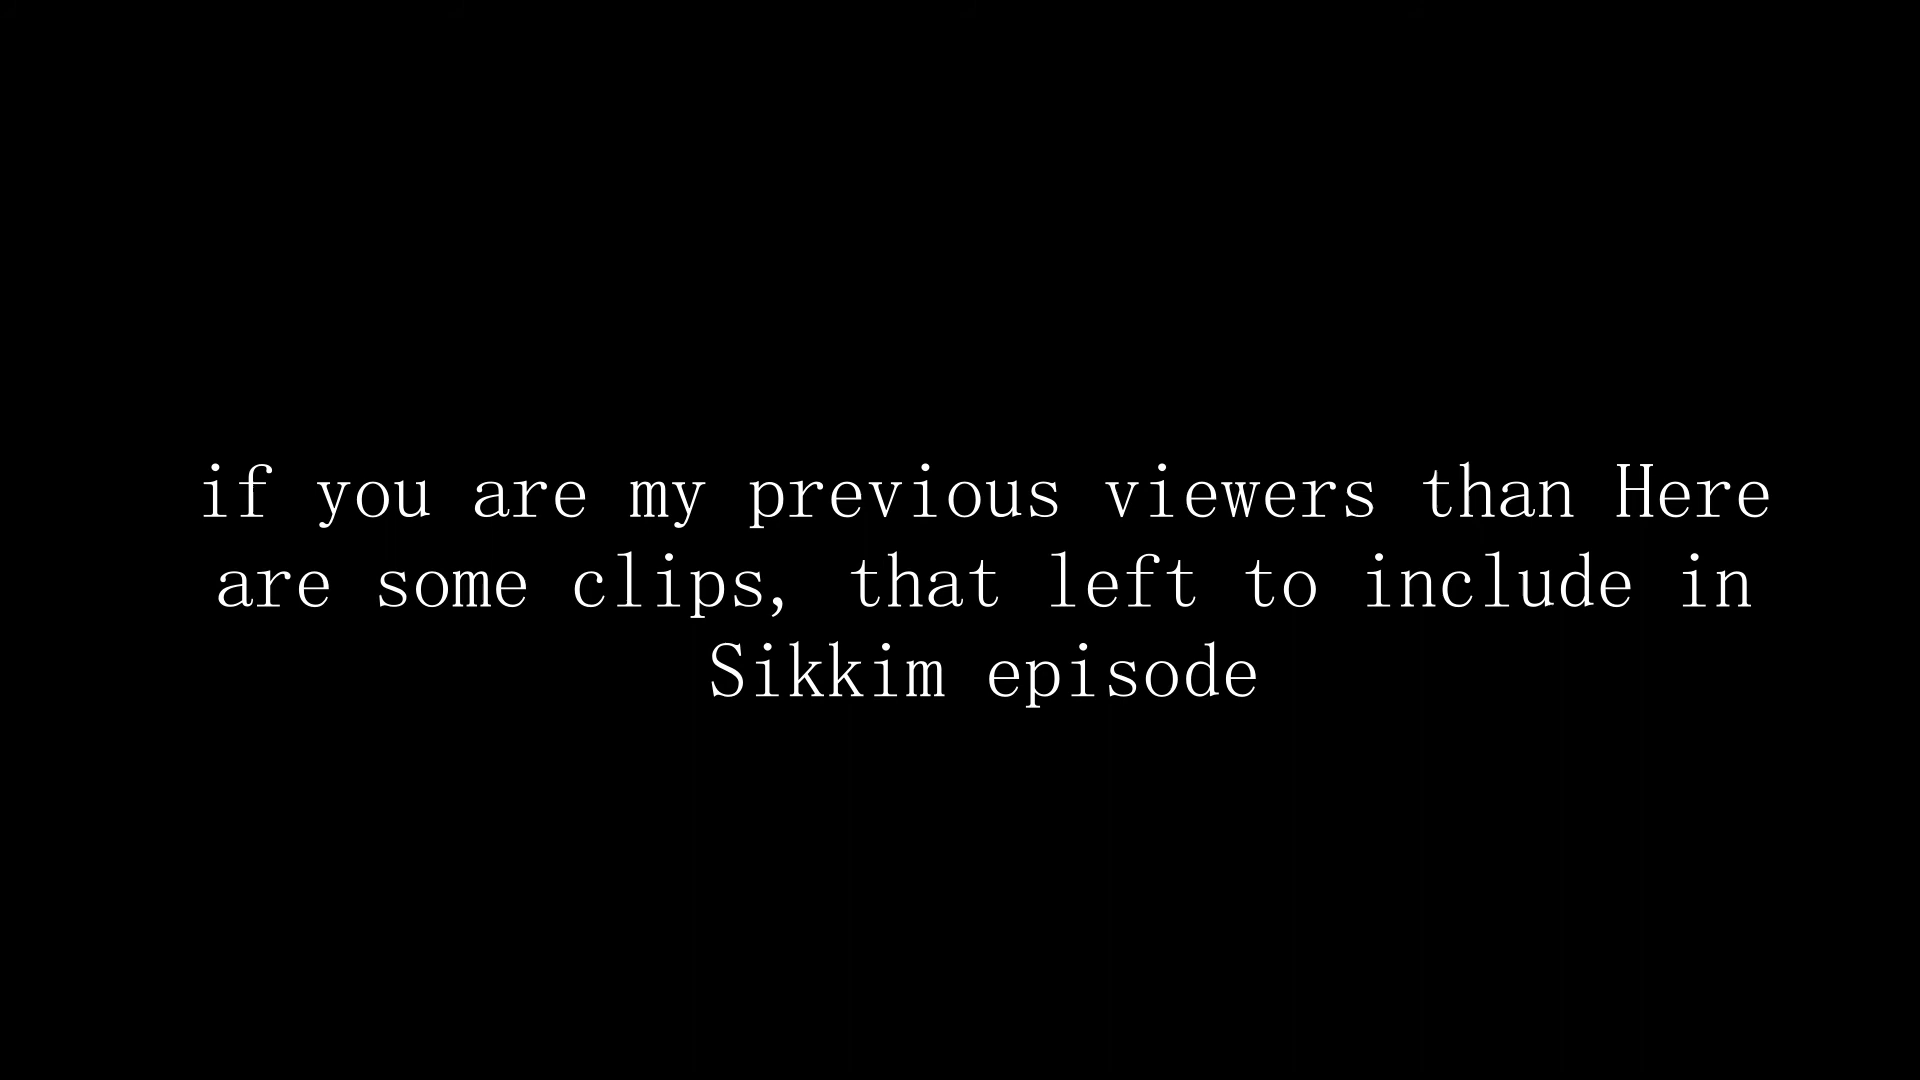 if you are my previous viewers than Here
are some clips, that left to include in
Sikkim episode